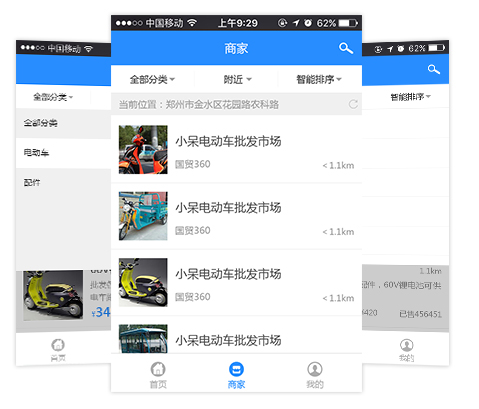 中国移动 上午9:29 62%
商家
全部分类 附近 智能排序
当前位置：郑州市金水区花园路农科路
小呆电动车批发市场
国贸360 <1.1km
小呆电动车批发市场
国贸360 <1.1km
小呆电动车批发市场
国贸360 <1.1km
小呆电动车批发市场
首页 商家 我的
中国移动
全部分类
全部分类
电动车
配件
首页
62%
智能排序
1.1km
配件，60V锂电池可供
9420 已售456451
我的